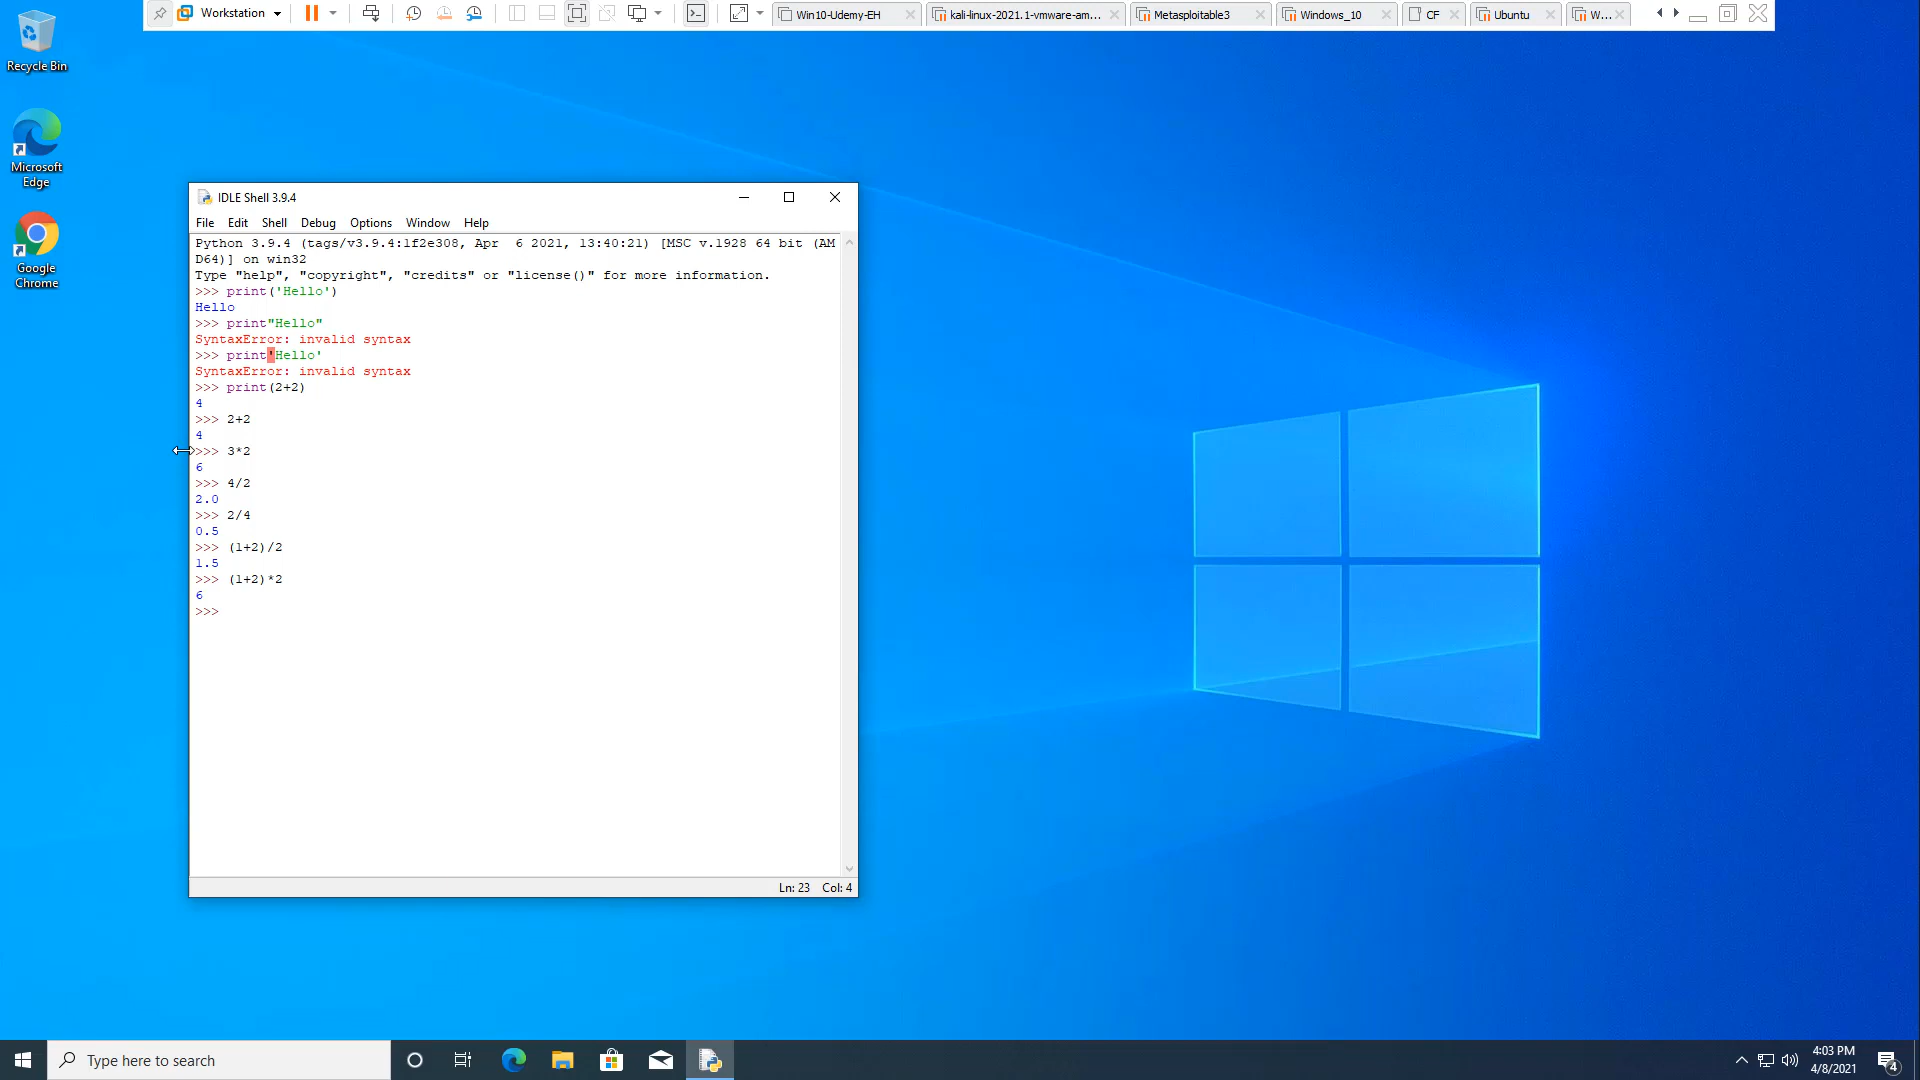 Workstation
Win10-Udemy-EH
kali-linux-2021.1-vmware-am...
Metasploitable3
Windows_10
CF
Ubuntu
W...
Recycle Bin
Microsoft
Edge
Google
Chrome
IDLE Shell 3.9.4
File Edit Shell Debug Options Window Help
Python 3.9.4 (tags/v3.9.4:1f2e308, Apr  6 2021, 13:40:21) [MSC v.1928 64 bit (AM
D64)] on win32
Type "help", "copyright", "credits" or "license()" for more information.
>>> print('Hello')
Hello
>>> print"Hello"
SyntaxError: invalid syntax
>>> print'Hello'
SyntaxError: invalid syntax
>>> print(2+2)
4
>>> 2+2
4
>>> 3*2
6
>>> 4/2
2.0
>>> 2/4
0.5
>>> (1+2)/2
1.5
>>> (1+2)*2
6
>>>
Ln: 23 Col: 4
Type here to search
4:03 PM
4/8/2021
4